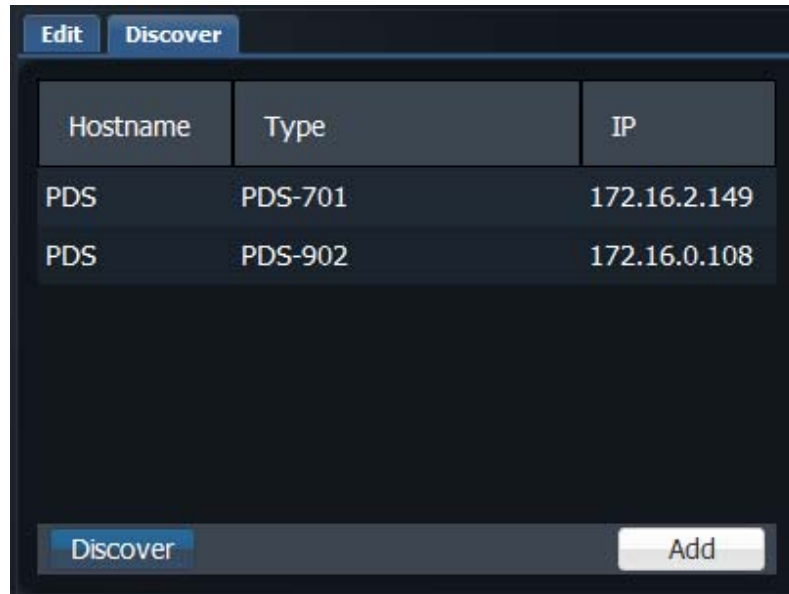 Edit Discover
Hostname Type IP
PDS PDS-701 172.16.2.149
PDS PDS-902 172.16.0.108
Discover Add